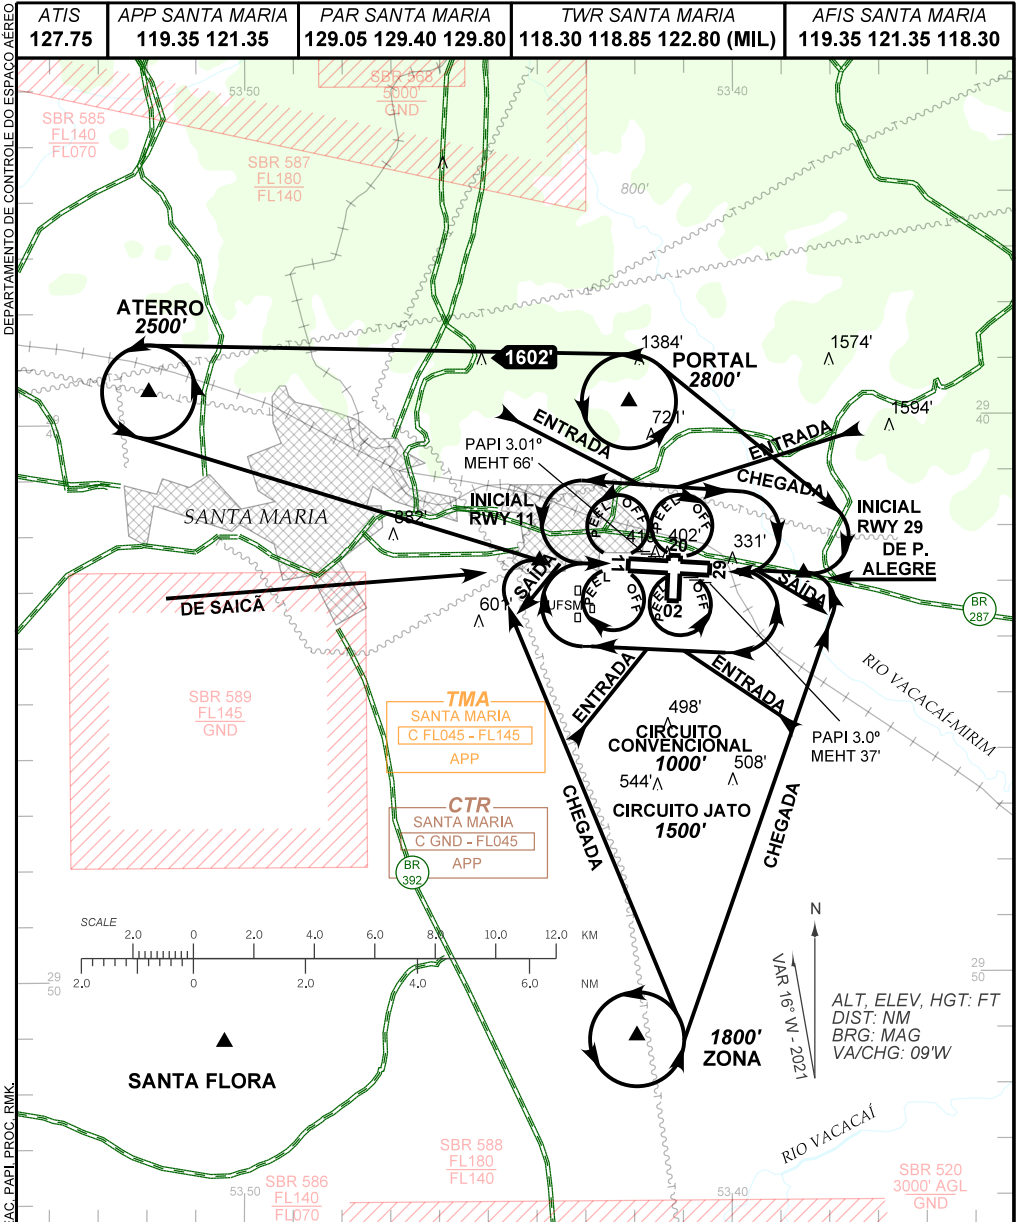 DEPARTAMENTO DE CONTROLE DO ESPAÇO AÉREO
ATIS
127.75
APP SANTA MARIA
119.35 121.35
PAR SANTA MARIA
129.05 129.40 129.80
TWR SANTA MARIA
118.30 118.85 122.80 (MIL)
AFIS SANTA MARIA
119.35 121.35 118.30
SBR 568
5000'
GND
53 50
53 40
SBR 585
FL140
FL070
SBR 587
FL180
FL140
800'
ATERRO
2500'
1602'
1384'
PORTAL
2800'
1574'
1594'
29
40
49
721'
ENTRADA
ENTRADA
PAPI 3.01º
MEHT 66'
CHEGADA
INICIAL
RWY 11
INICIAL
RWY 29
SANTA MARIA
882'
PEEL OFF
PEEL OFF
402'
331'
20
11
29
02
DE P.
ALEGRE
SAÍDA
SAÍDA
DE SAICÃ
601'
UFSM
PEEL OFF
PEEL OFF
BR
287
RIO VACACAÍ-MIRIM
ENTRADA
ENTRADA
SBR 589
FL145
GND
TMA
SANTA MARIA
C FL045 - FL145
APP
498'
CIRCUITO
CONVENCIONAL
1000'
PAPI 3.0º
MEHT 37'
544'
508'
CIRCUITO JATO
1500'
CTR
SANTA MARIA
C GND - FL045
APP
CHEGADA
CHEGADA
BR
392
SCALE
2.0 0 2.0 4.0 6.0 8.0 10.0 12.0 KM
2.0 0 2.0 4.0 6.0 NM
29
50
29
50
N
VAR 16° W - 2021
ALT, ELEV, HGT: FT
DIST: NM
BRG: MAG
VA/CHG: 09'W
1800'
ZONA
SANTA FLORA
RIO VACACAÍ
SBR 588
FL180
FL140
SBR 586
FL140
FL070
SBR 520
3000' AGL
GND
53 50
53 40
PAPI, PROC, RMK.